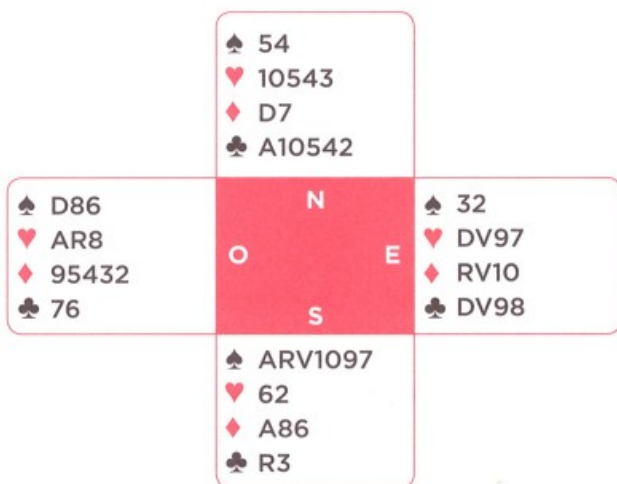 ♠ 54
♥ 10543
♦ D7
♣ A10542
♠ D86
♥ AR8
♦ 95432
♣ 76
N
O E
S
♠ 32
♥ DV97
♦ RV10
♣ DV98
♠ ARV1097
♥ 62
♦ A86
♣ R3